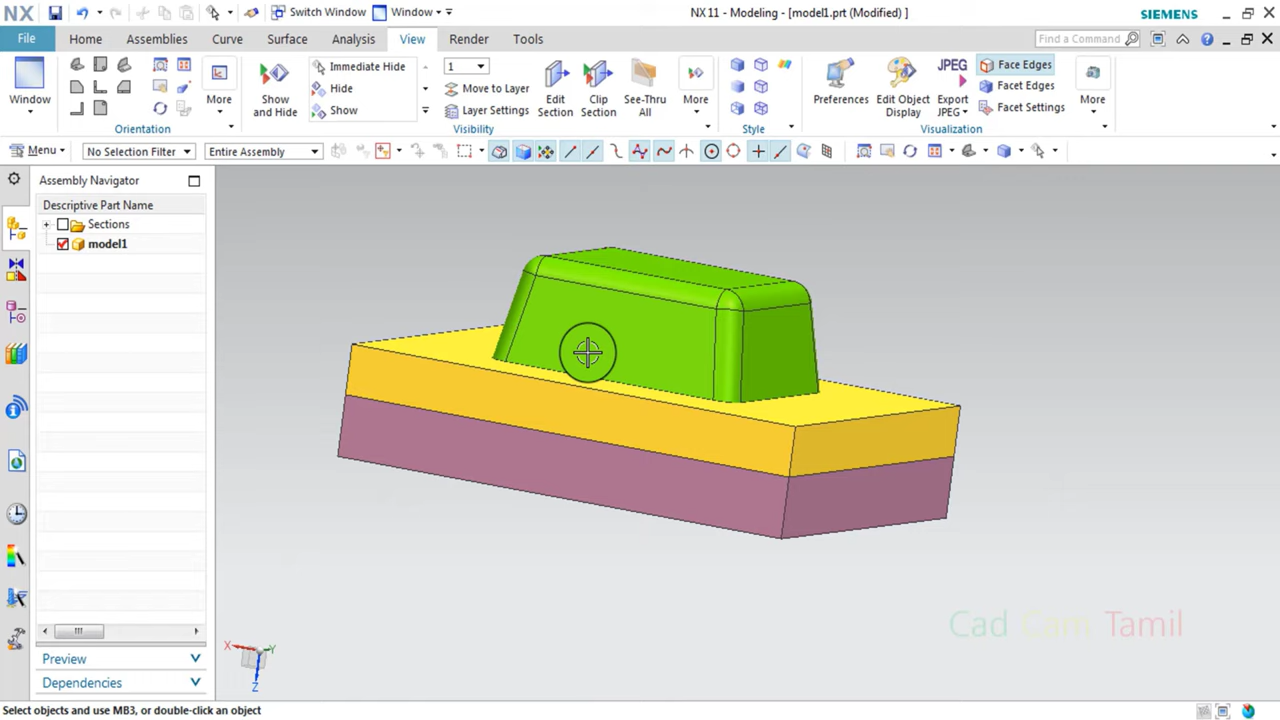 NX Switch Window Window NX 11 - Modeling - [model1.prt (Modified) ] SIEMENS
File Home Assemblies Curve Surface Analysis View Render Tools Find a Command
Window More Show and Hide Immediate Hide Hide Show 1 Move to Layer Layer Settings Edit Section Clip Section See-Thru All More Preferences Edit Object Display JPEG Export JPEG Face Edges Facet Edges Facet Settings More
Orientation Visibility Style Visualization
Menu No Selection Filter Entire Assembly
Assembly Navigator
Descriptive Part Name
Sections
model1
Cad Cam Tamil
X Y Z
Preview
Dependencies
Select objects and use MB3, or double-click an object